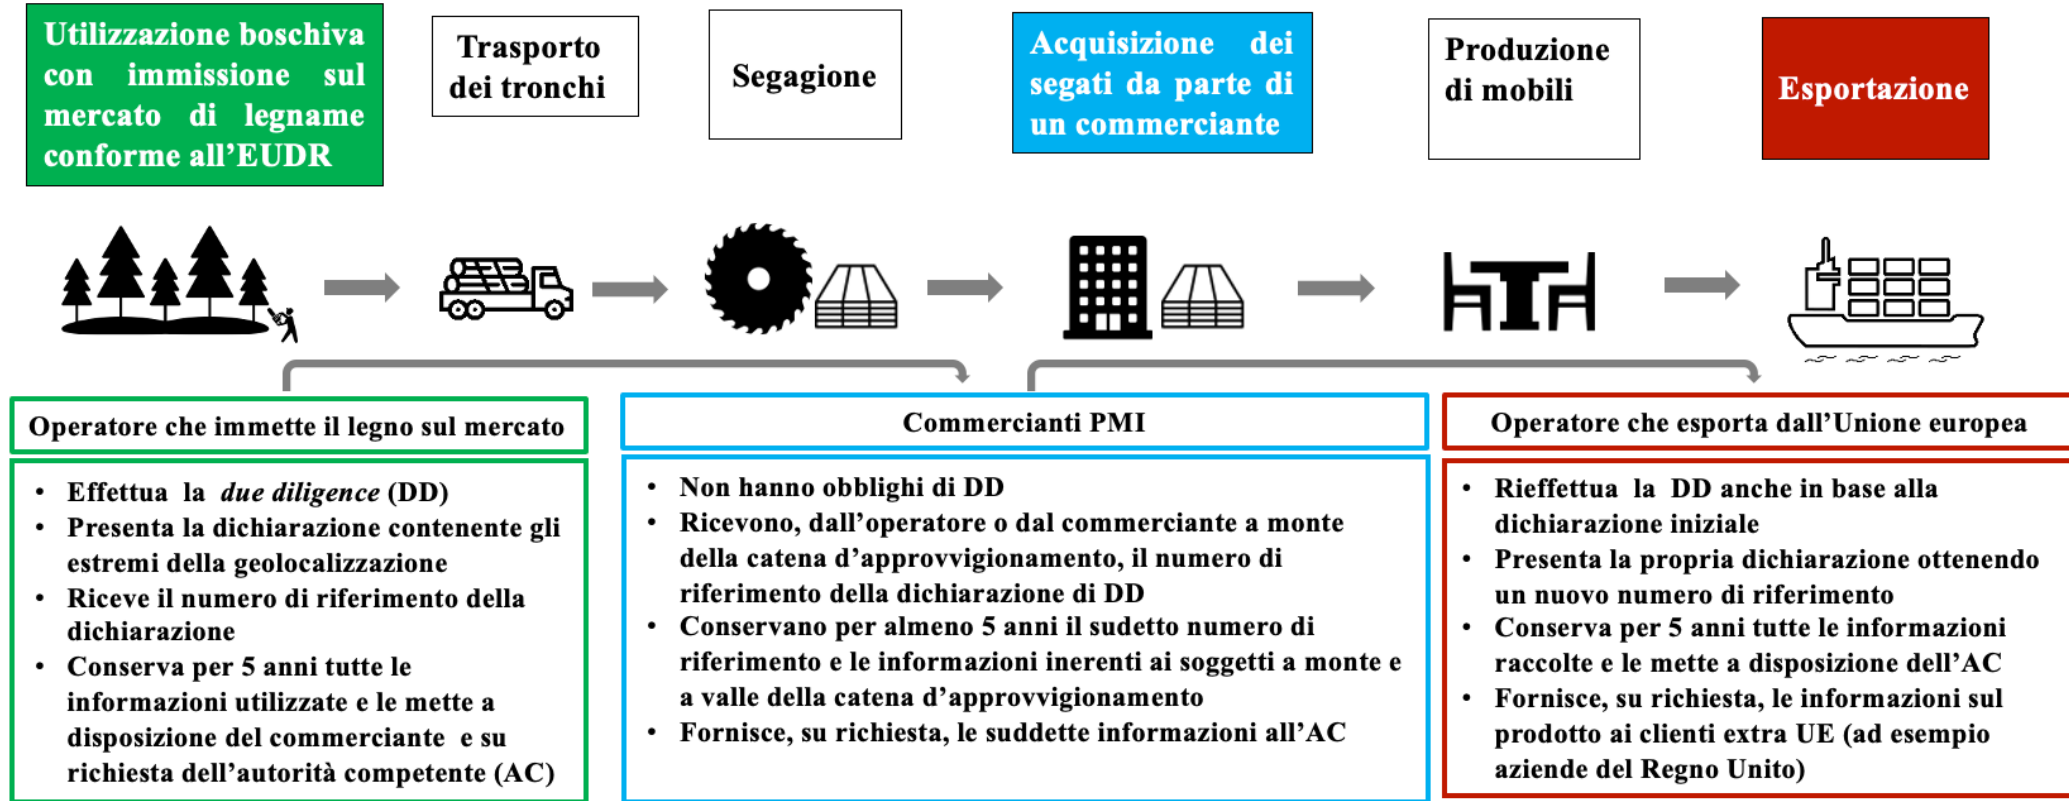 Utilizzazione boschiva
con immissione sul
mercato di legname
conforme all’EUDR
Trasporto
dei tronchi
Segagione
Acquisizione dei
segati da parte di
un commerciante
Produzione
di mobili
Esportazione
Operatore che immette il legno sul mercato
• Effettua la due diligence (DD)
• Presenta la dichiarazione contenente gli
estremi della geolocalizzazione
• Riceve il numero di riferimento della
dichiarazione
• Conserva per 5 anni tutte le
informazioni utilizzate e le mette a
disposizione del commerciante e su
richiesta dell’autorità competente (AC)
Commercianti PMI
• Non hanno obblighi di DD
• Ricevono, dall’operatore o dal commerciante a monte
della catena d’approvvigionamento, il numero di
riferimento della dichiarazione di DD
• Conservano per almeno 5 anni il sudetto numero di
riferimento e le informazioni inerenti ai soggetti a monte e
a valle della catena d’approvvigionamento
• Fornisce, su richiesta, le suddette informazioni all’AC
Operatore che esporta dall’Unione europea
• Rieffettua la DD anche in base alla
dichiarazione iniziale
• Presenta la propria dichiarazione ottenendo
un nuovo numero di riferimento
• Conserva per 5 anni tutte le informazioni
raccolte e le mette a disposizione dell’AC
• Fornisce, su richiesta, le informazioni sul
prodotto ai clienti extra UE (ad esempio
aziende del Regno Unito)